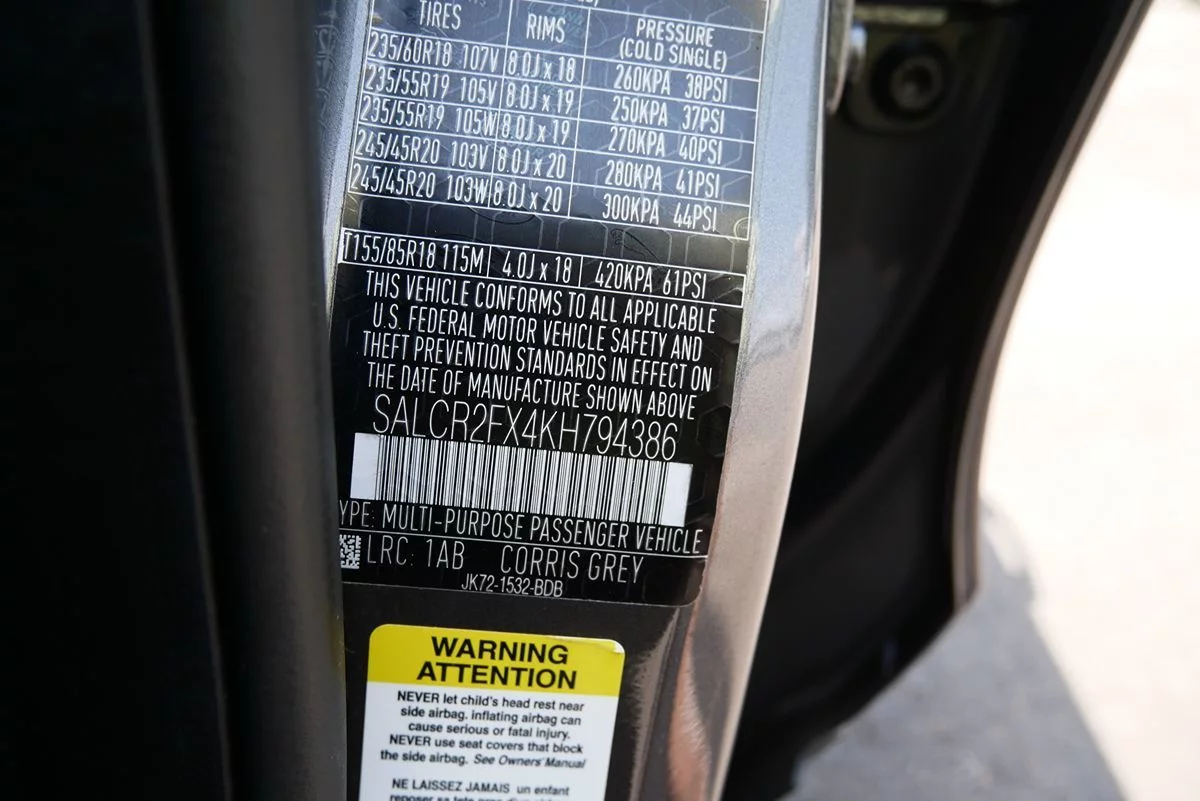 TIRES RIMS PRESSURE
(COLD SINGLE)
235/60R18 107V 8.0J x 18 260KPA 38PSI
235/55R19 105V 8.0J x 19 250KPA 37PSI
235/55R19 105W 8.0J x 19 270KPA 40PSI
245/45R20 103V 8.0J x 20 280KPA 41PSI
245/45R20 103W 8.0J x 20 300KPA 44PSI
T155/85R18 115M 4.0J x 18 420KPA 61PSI
THIS VEHICLE CONFORMS TO ALL APPLICABLE
U.S. FEDERAL MOTOR VEHICLE SAFETY AND
THEFT PREVENTION STANDARDS IN EFFECT ON
THE DATE OF MANUFACTURE SHOWN ABOVE
SALCR2FX4KH794386
YPE: MULTI-PURPOSE PASSENGER VEHICLE
LRC: 1AB CORRIS GREY
JK72-1532-BDB
WARNING
ATTENTION
NEVER let child's head rest near
side airbag. inflating airbag can
cause serious or fatal injury.
NEVER use seat covers that block
the side airbag. See Owners' Manual
NE LAISSEZ JAMAIS un enfant